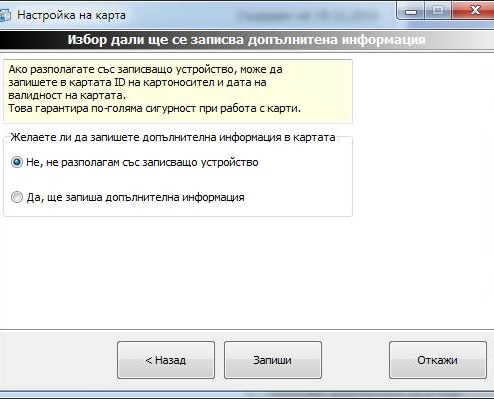 Настройка на карта
Избор дали ще се записва допълнитена информация
Ако разполагате със записващо устройство, може да
запишете в картата ID на картоносител и дата на
валидност на картата.
Това гарантира по-голяма сигурност при работа с карти.
Желаете ли да запишете допълнителна информация в картата
Не, не разполагам със записващо устройство
Да, ще запиша допълнителна информация
< Назад
Запиши
Откажи